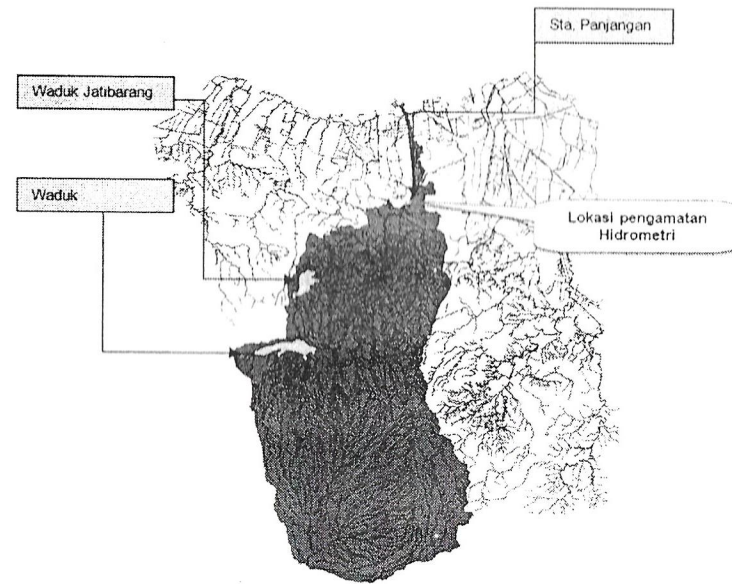 Sta. Panjangan
Waduk Jatibarang
Waduk
Lokasi pengamatan
Hidrometri